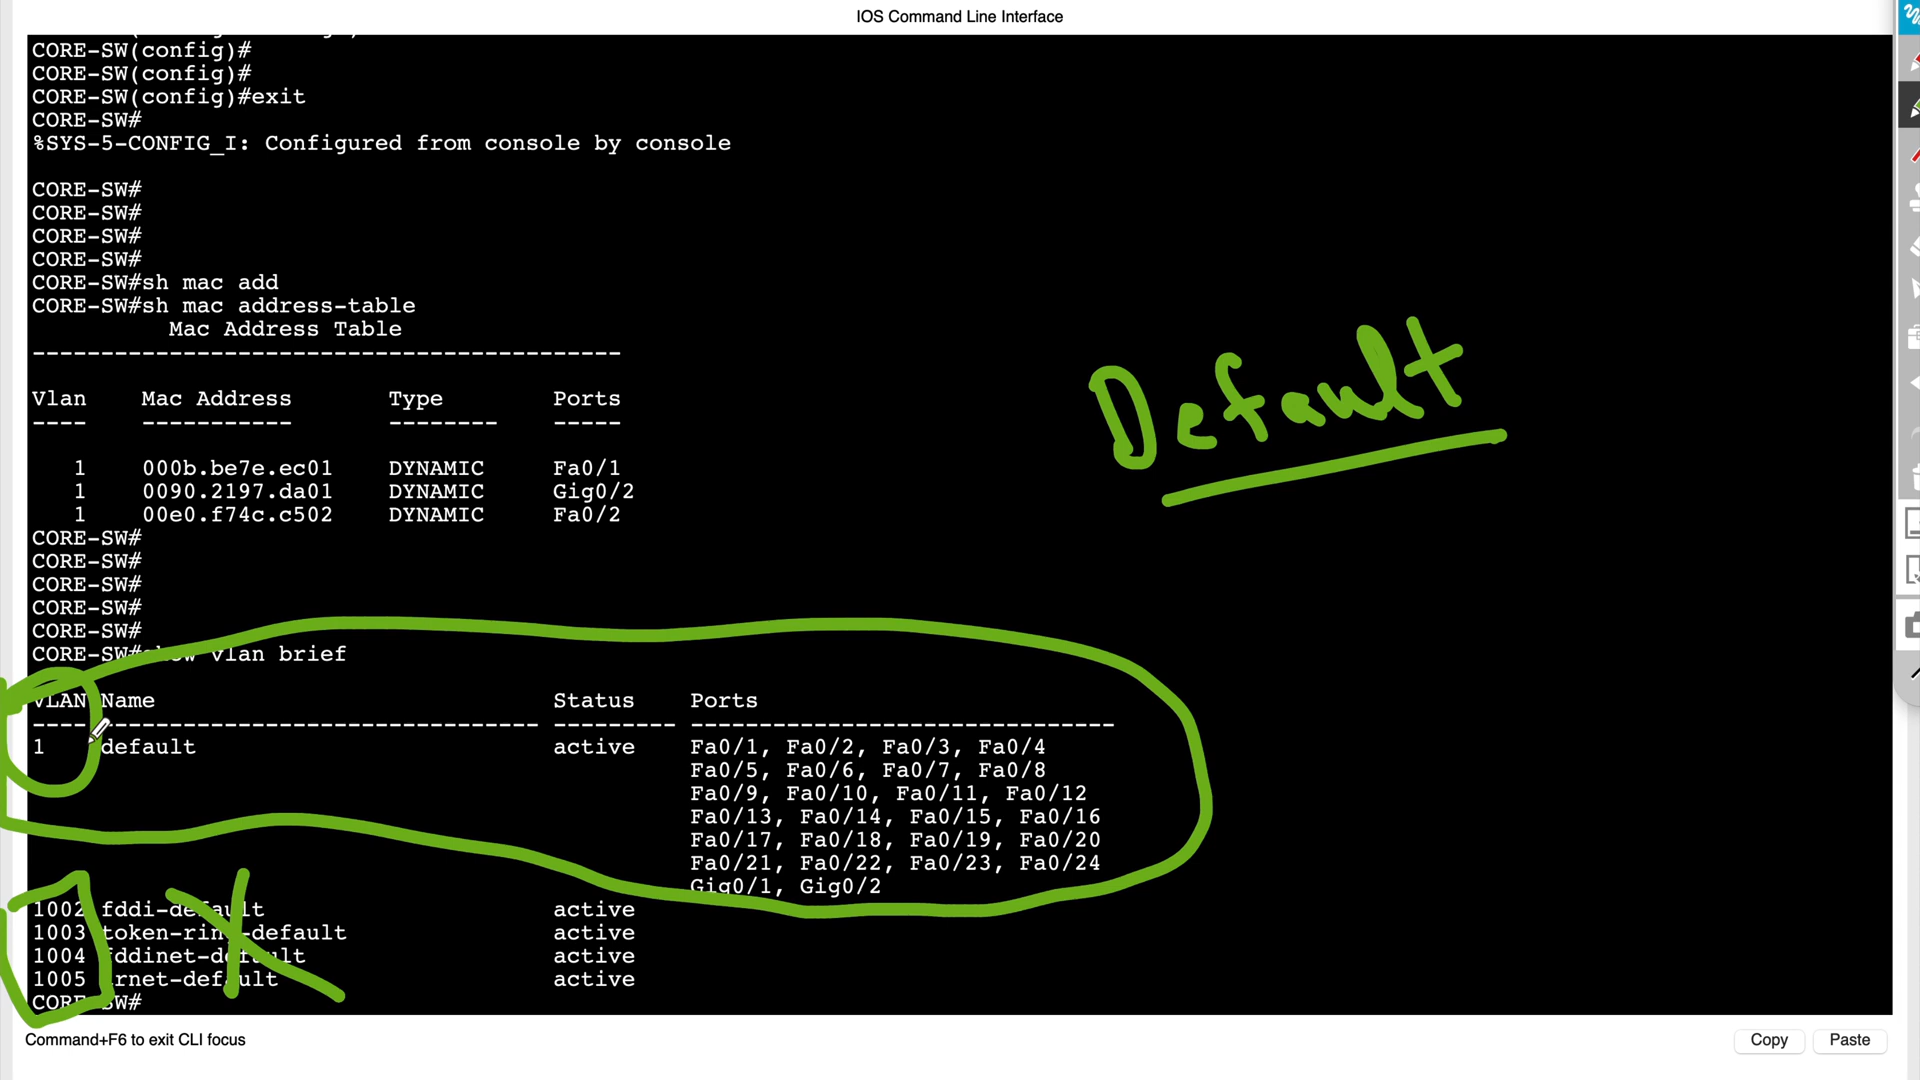 IOS Command Line Interface
CORE-SW(config)#
CORE-SW(config)#
CORE-SW(config)#exit
CORE-SW#
%SYS-5-CONFIG_I: Configured from console by console
CORE-SW#
CORE-SW#
CORE-SW#
CORE-SW#
CORE-SW#sh mac add
CORE-SW#sh mac address-table
Mac Address Table
-------------------------------------------
Vlan Mac Address Type Ports
---- ----------- -------- -----
1 000b.be7e.ec01 DYNAMIC Fa0/1
1 0090.2197.da01 DYNAMIC Gig0/2
1 00e0.f74c.c502 DYNAMIC Fa0/2
Default
CORE-SW#
CORE-SW#
CORE-SW#
CORE-SW#
CORE-SW#
CORE-SW#show vlan brief
VLAN Name Status Ports
---- -------------------------------- --------- -------------------------------
1 default active Fa0/1, Fa0/2, Fa0/3, Fa0/4
Fa0/5, Fa0/6, Fa0/7, Fa0/8
Fa0/9, Fa0/10, Fa0/11, Fa0/12
Fa0/13, Fa0/14, Fa0/15, Fa0/16
Fa0/17, Fa0/18, Fa0/19, Fa0/20
Fa0/21, Fa0/22, Fa0/23, Fa0/24
Gig0/1, Gig0/2
1002 fddi-default active
1003 token-ring-default active
1004 fddinet-default active
1005 trnet-default active
CORE-SW#
Command+F6 to exit CLI focus
Copy Paste